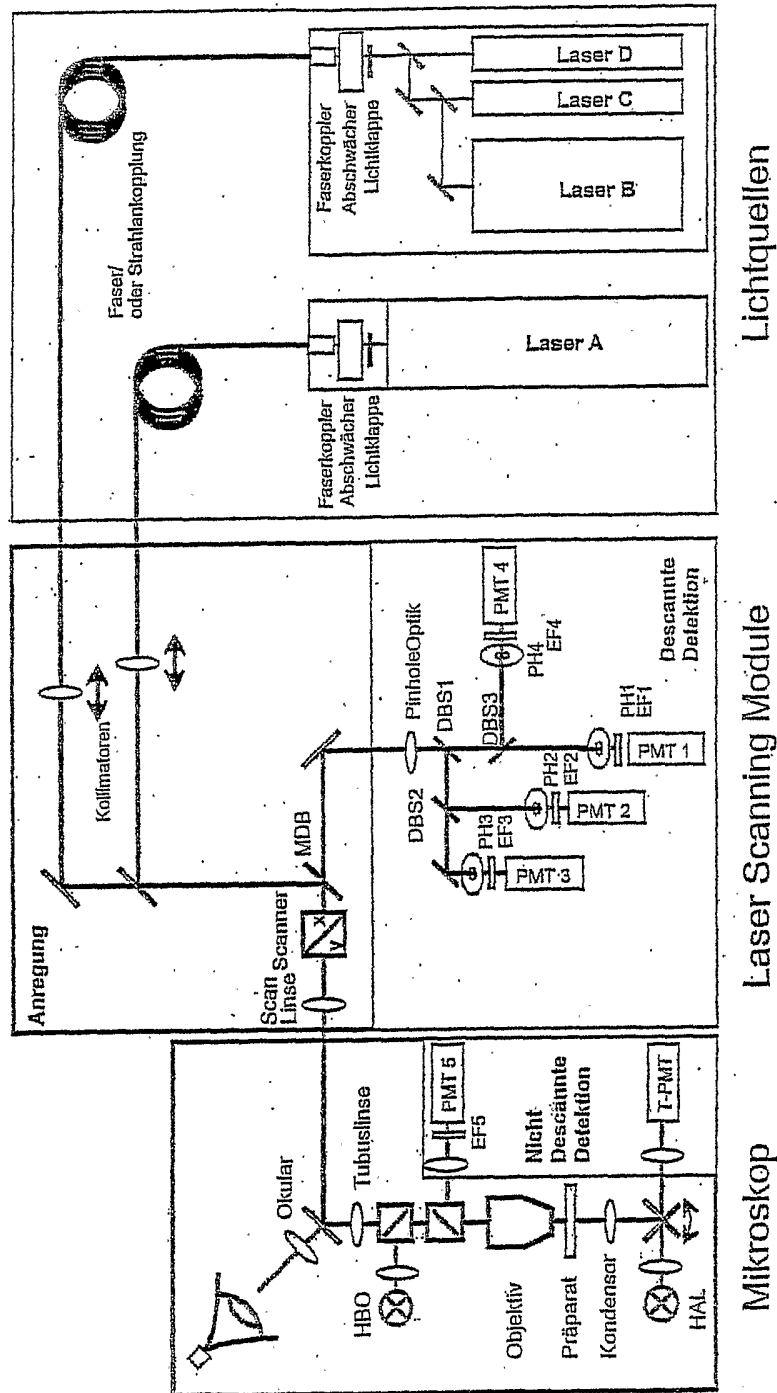 Lichtquellen
Faser/
oder Strahlankopplung
Faserkoppler
Abschwächer
Lichtklappe
Laser D
Laser C
Laser B
Faserkoppler
Abschwächer
Lichtklappe
Laser A
Laser Scanning Module
Anregung
Kollimatoren
MDB
Scanner
x
y
Scan
Linse
PinholeOptik
DBS1
DBS2
DBS3
PH4
EF4
PMT 4
PH1
EF1
PMT 1
PH2
EF2
PMT 2
PH3
EF3
PMT 3
Descannte
Detektion
Mikroskop
Okular
Tubuslinse
HBO
PMT 5
EF5
Nicht
Descannte
Detektion
Objektiv
Präparat
Kondensor
HAL
T-PMT